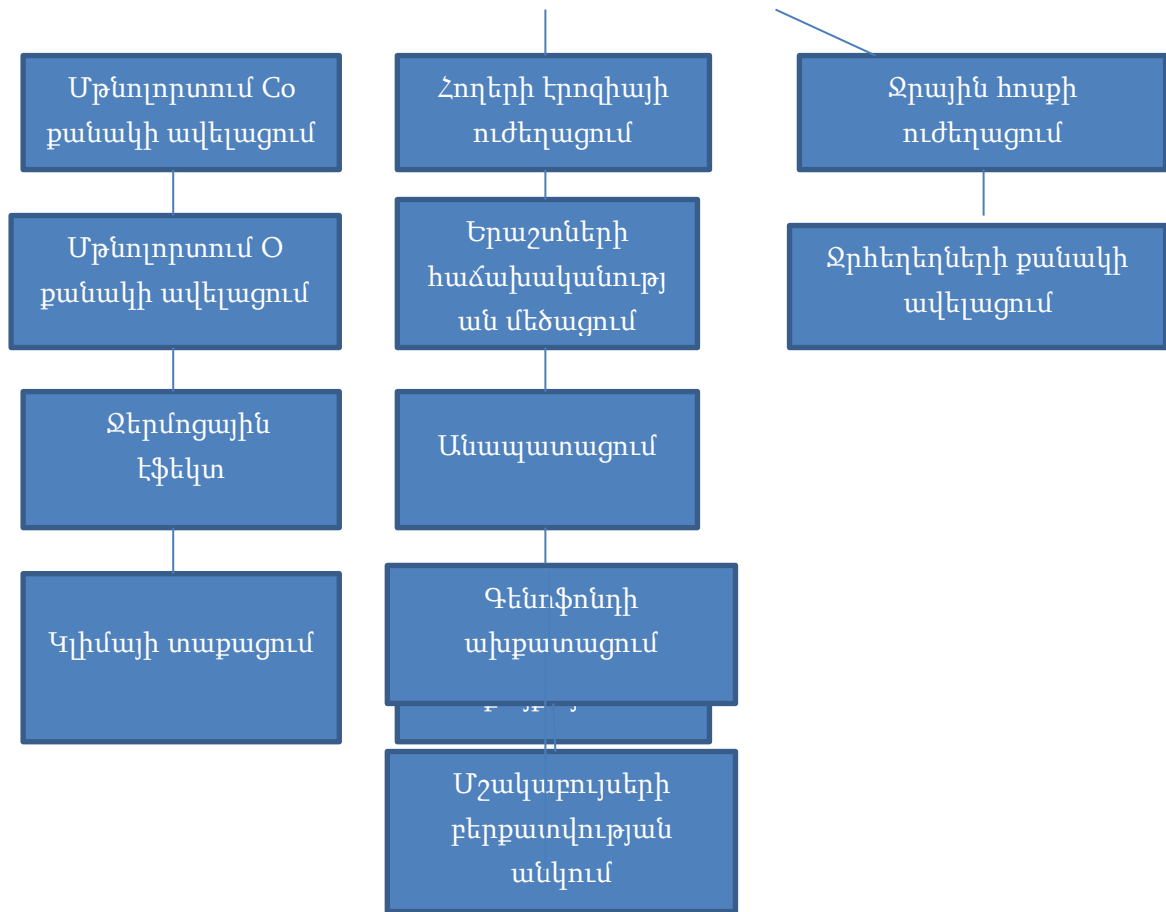 Մթնոլորտում Co
քանակի ավելացում
Մթնոլորտում O
քանակի ավելացում
Ջերմոցային
էֆեկտ
Կլիմայի տաքացում
Հողերի էրոզիայի
ուժեղացում
Երաշտների
հաճախականությ
ան մեծացում
Անապատացում
Գենոֆոնդի
ախքատացում
Մշակաբույսերի
բերքատվության
անկում
Ջրային հոսքի
ուժեղացում
Ջրհեղեղների քանակի
ավելացում